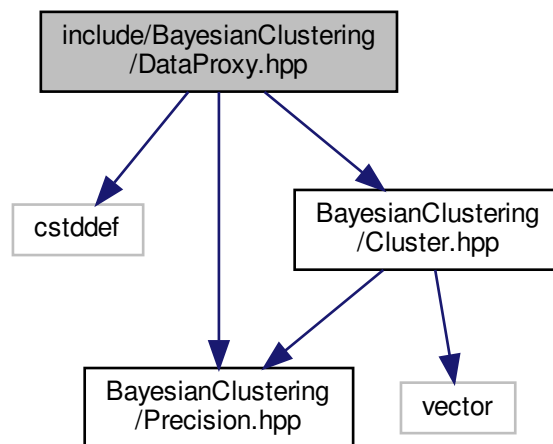 include/BayesianClustering
/DataProxy.hpp
cstddef
BayesianClustering
/Cluster.hpp
BayesianClustering
/Precision.hpp
vector